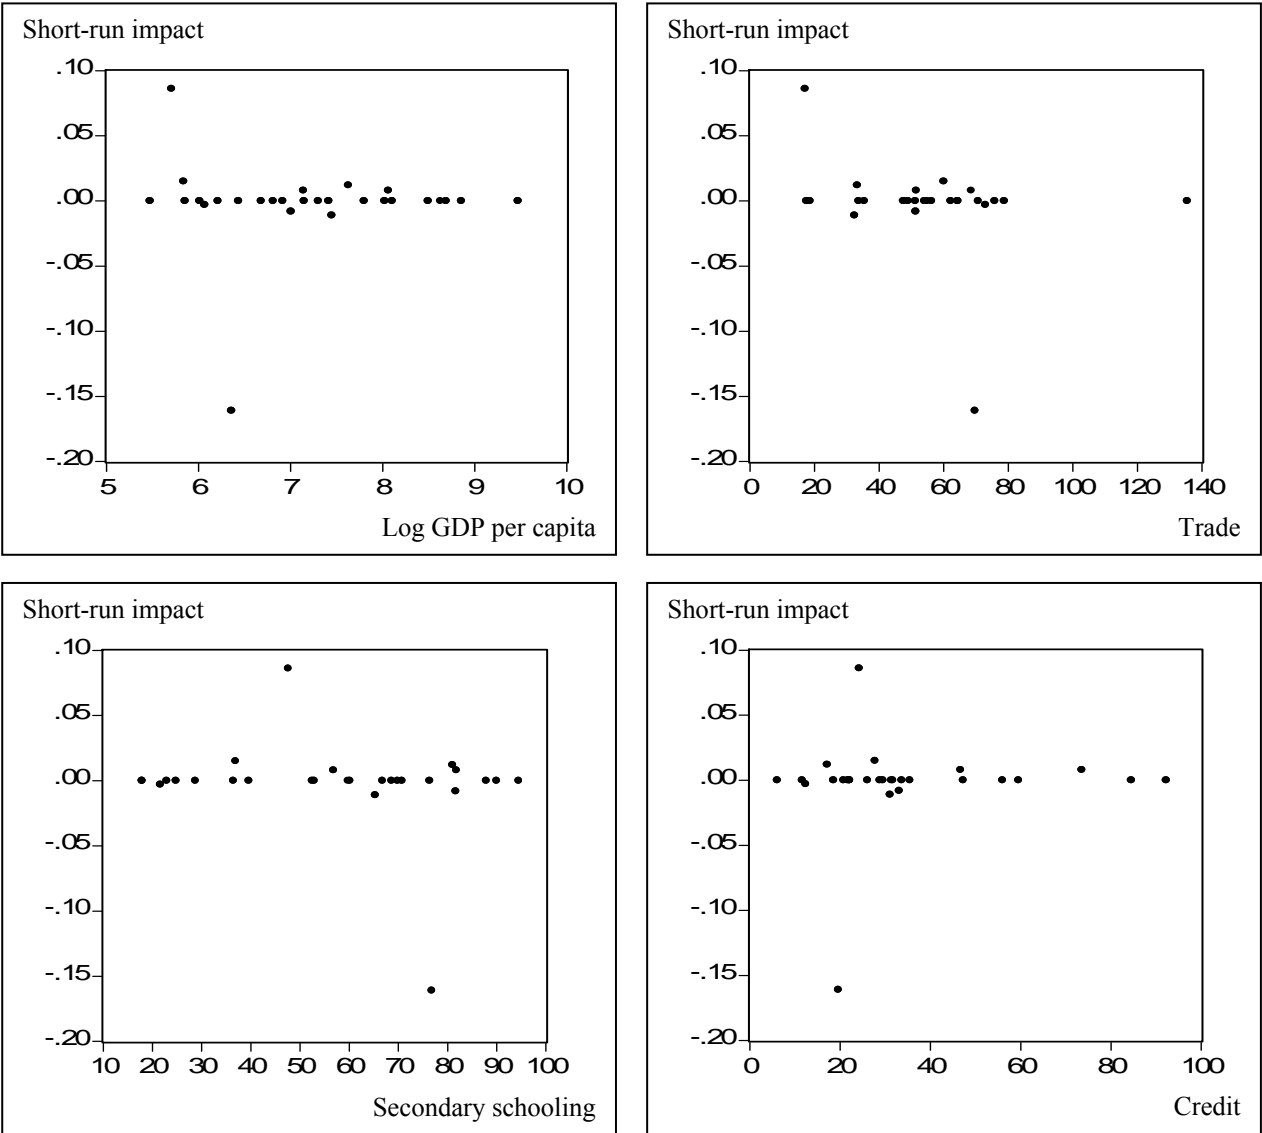 Short-run impact
.10
.05
.00
-.05
-.10
-.15
-.20
5 6 7 8 9 10
Log GDP per capita
Short-run impact
.10
.05
.00
-.05
-.10
-.15
-.20
0 20 40 60 80 100 120 140
Trade
Short-run impact
.10
.05
.00
-.05
-.10
-.15
-.20
10 20 30 40 50 60 70 80 90 100
Secondary schooling
Short-run impact
.10
.05
.00
-.05
-.10
-.15
-.20
0 20 40 60 80 100
Credit